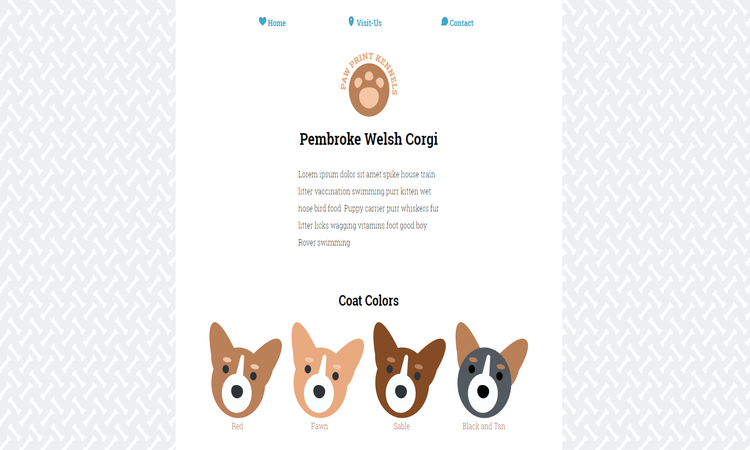 Home Visit-Us Contact
PAW PRINT KENNELS
Pembroke Welsh Corgi
Lorem ipsum dolor sit amet spike house train
litter vaccination swimming purr kitten wet
nose bird food. Puppy carrier purr whiskers fur
litter licks wagging vitamins foot good boy
Rover swimming.
Coat Colors
Red Fawn Sable Black and Tan